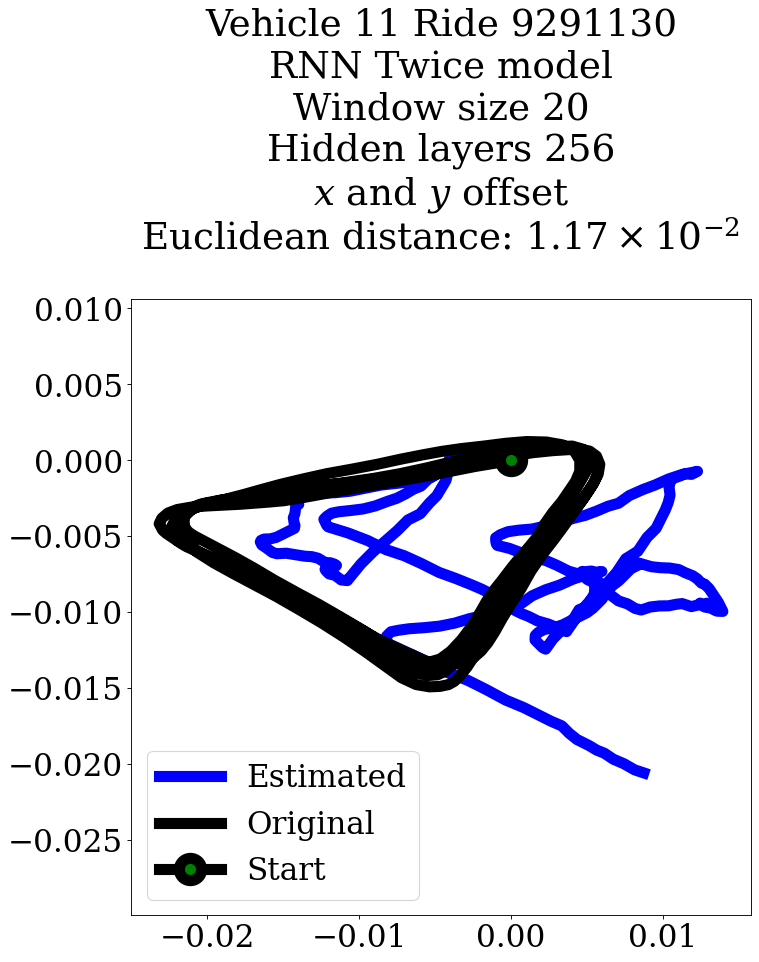 Vehicle 11 Ride 9291130
RNN Twice model
Window size 20
Hidden layers 256
x and y offset
Euclidean distance: 1.17 × 10⁻²
0.010
0.005
0.000
−0.005
−0.010
−0.015
−0.020
−0.025
Estimated
Original
Start
−0.02 −0.01 0.00 0.01